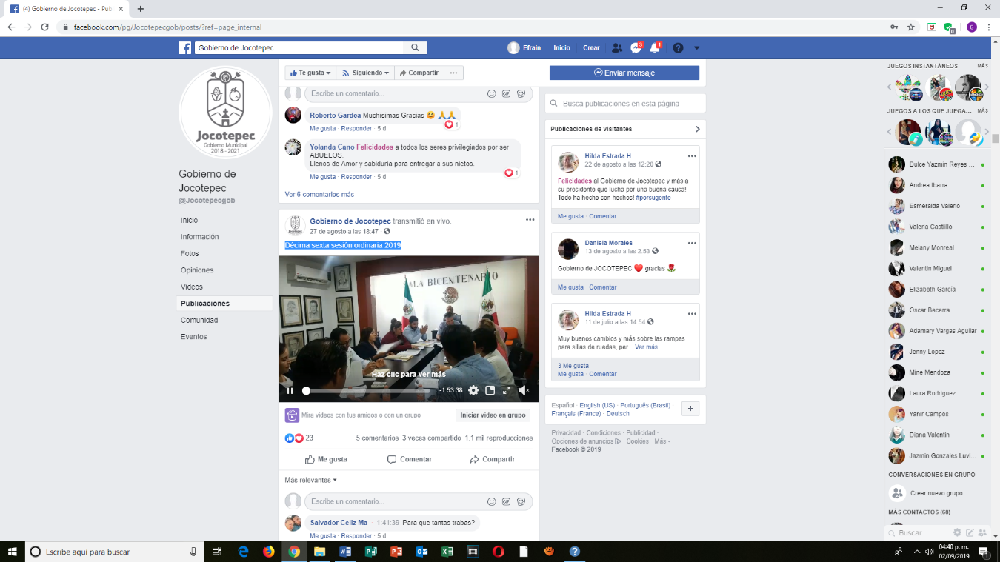 (4) Gobierno de Jocotepec - Pub
facebook.com/pg/Jocotepecgob/posts/?ref=page_internal
G
Gobierno de Jocotepec
Efrain
Inicio
Crear
3
1
Jocotepec
Gobierno Municipal
2018 - 2021
Gobierno de
Jocotepec
@Jocotepecgob
Inicio
Información
Fotos
Opiniones
Videos
Publicaciones
Comunidad
Eventos
Te gusta
Siguiendo
Compartir
Enviar mensaje
Escribe un comentario...
Roberto Gardea Muchísimas Gracias 😊 🙏🙏
1
Me gusta · Responder · 5 d
Yolanda Cano Felicidades a todos los seres privilegiados por ser
ABUELOS.
Llenos de Amor y sabiduría para entregar a sus nietos.
1
Me gusta · Responder · 5 d
Ver 6 comentarios más
Gobierno de Jocotepec transmitió en vivo.
27 de agosto a las 18:47 ·
Décima sexta sesión ordinaria 2019
SALA BICENTENARIO
Haz clic para ver más
-1:53:38
Mira videos con tus amigos o con un grupo
Iniciar video en grupo
23
5 comentarios 3 veces compartido 1.1 mil reproducciones
Me gusta
Comentar
Compartir
Más relevantes
Escribe un comentario...
Salvador Celiz Ma · 1:41:39 Para que tantas trabas?
Me gusta · Responder · 5 d
Busca publicaciones en esta página
Publicaciones de visitantes
Hilda Estrada H
22 de agosto a las 12:20
Felicidades al Gobierno de Jocotepec y más a
su presidente que lucha por una buena causa!
Todo ha hecho con hechos! #porsugente
Me gusta · Comentar
Daniela Morales
13 de agosto a las 2:53
Gobierno de JOCOTEPEC ❤️ gracias 🌹
Me gusta · Comentar
Hilda Estrada H
11 de julio a las 14:54
Muy buenos cambios y más sobre las rampas
para sillas de ruedas, per... Ver más
3 Me gusta
Me gusta · Comentar
Español · English (US) · Português (Brasil)
Français (France) · Deutsch
Privacidad · Condiciones · Publicidad ·
Opciones de anuncios · Cookies · Más
Facebook © 2019
JUEGOS INSTANTÁNEOS
MÁS
JUEGOS A LOS QUE JUEGA...
MÁS
Dulce Yazmin Reyes ...
Andrea Ibarra
Esmeralda Valerio
Valeria Castillo
Melany Monreal
Valentin Miguel
Elizabeth García
Oscar Becerra
Adamary Vargas Aguilar
Jenny Lopez
Mine Mendoza
Laura Rodriguez
Yahir Campos
Diana Valentin
Jazmin Gonzales Luvi...
CONVERSACIONES EN GRUPO
Crear nuevo grupo
MÁS CONTACTOS (68)
Buscar
Escribe aquí para buscar
04:40 p. m.
02/09/2019
1